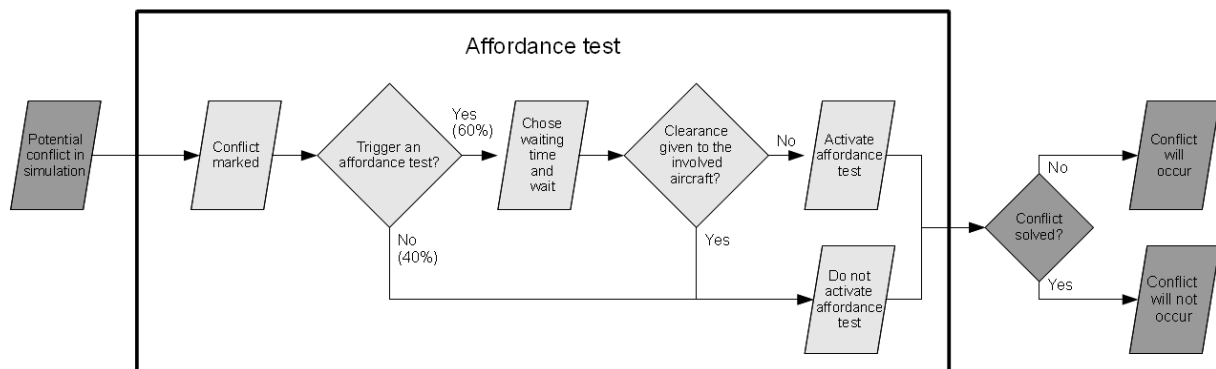 Affordance test
Potential
conflict in
simulation
Conflict
marked
Trigger an
affordance test?
Yes
(60%)
No
(40%)
Chose
waiting
time
and
wait
Clearance
given to the
involved
aircraft?
No
Yes
Activate
affordance
test
Do not
activate
affordance
test
Conflict
solved?
No
Yes
Conflict
will
occur
Conflict
will not
occur